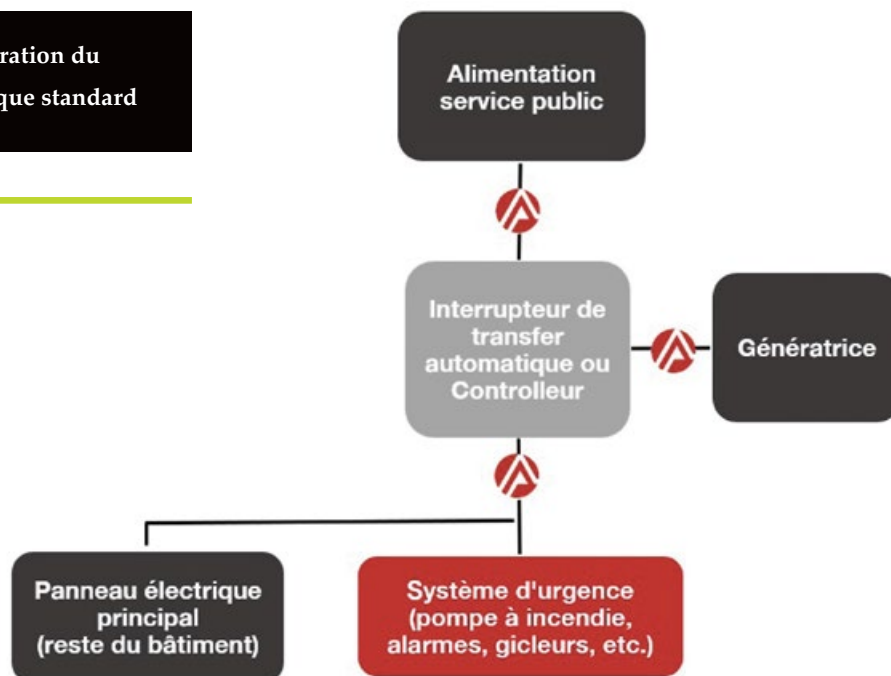 ration du
que standard
Alimentation
service public
Interrupteur de
transfer
automatique ou
Controlleur
Génératrice
Panneau électrique
principal
(reste du bâtiment)
Système d'urgence
(pompe à incendie,
alarmes, gicleurs, etc.)